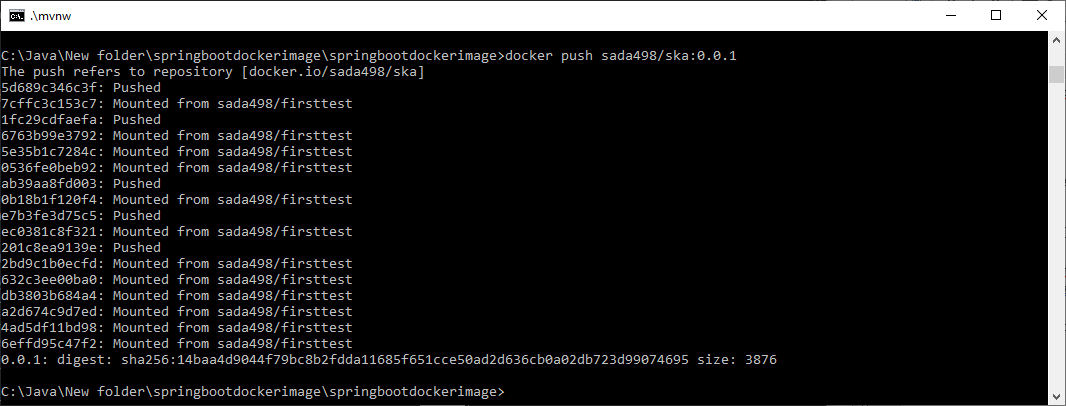 .\mvnw
C:\Java\New folder\springbootdockerimage\springbootdockerimage>docker push sada498/ska:0.0.1
The push refers to repository [docker.io/sada498/ska]
5d689c346c3f: Pushed
7cffc3c153c7: Mounted from sada498/firsttest
1fc29cdfaefa: Pushed
6763b99e3792: Mounted from sada498/firsttest
5e35b1c7284c: Mounted from sada498/firsttest
0536fe0beb92: Mounted from sada498/firsttest
ab39aa8fd003: Pushed
0b18b1f120f4: Mounted from sada498/firsttest
e7b3fe3d75c5: Pushed
ec0381c8f321: Mounted from sada498/firsttest
201c8ea9139e: Pushed
2bd9c1b0ecfd: Mounted from sada498/firsttest
632c3ee00ba0: Mounted from sada498/firsttest
db3803b684a4: Mounted from sada498/firsttest
a2d674c9d7ed: Mounted from sada498/firsttest
4ad5df11bd98: Mounted from sada498/firsttest
6effd95c47f2: Mounted from sada498/firsttest
0.0.1: digest: sha256:14baa4d9044f79bc8b2fdda11685f651cce50ad2d636cb0a02db723d99074695 size: 3876
C:\Java\New folder\springbootdockerimage\springbootdockerimage>